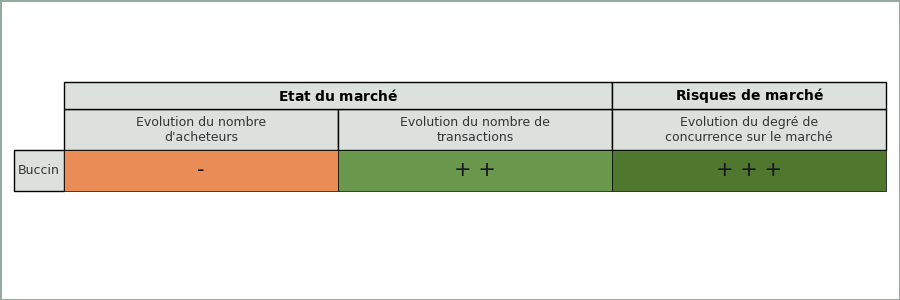 Etat du marché
Risques de marché
Evolution du nombre
d'acheteurs
Evolution du nombre de
transactions
Evolution du degré de
concurrence sur le marché
Buccin
-
+ +
+ + +